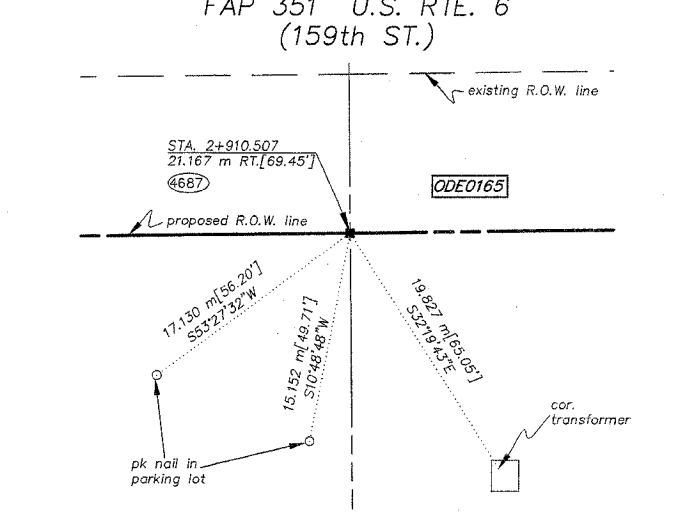 FAP 351 U.S. RTE. 6
(159th ST.)
existing R.O.W. line
STA. 2+910.507
21.167 m RT.[69.45']
4687
ODE0165
proposed R.O.W. line
17.130 m[56.20']
S53°27'32"W
15.152 m[49.71']
S10°48'48"W
19.827 m[65.05']
S32°19'43"E
cor.
transformer
pk nail in
parking lot